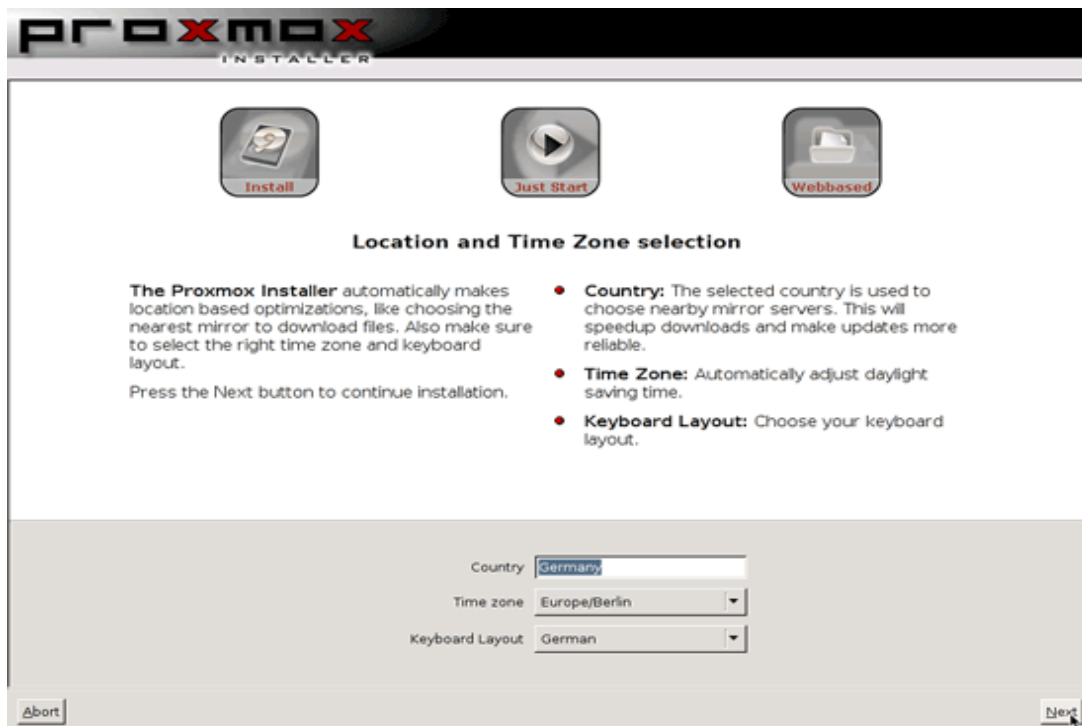 proxmox
INSTALLER
Install
Just Start
Webbased
Location and Time Zone selection
The Proxmox Installer automatically makes
location based optimizations, like choosing the
nearest mirror to download files. Also make sure
to select the right time zone and keyboard
layout.
Press the Next button to continue installation.
Country: The selected country is used to
choose nearby mirror servers. This will
speedup downloads and make updates more
reliable.
Time Zone: Automatically adjust daylight
saving time.
Keyboard Layout: Choose your keyboard
layout.
Country Germany
Time zone Europe/Berlin
Keyboard Layout German
Abort
Next